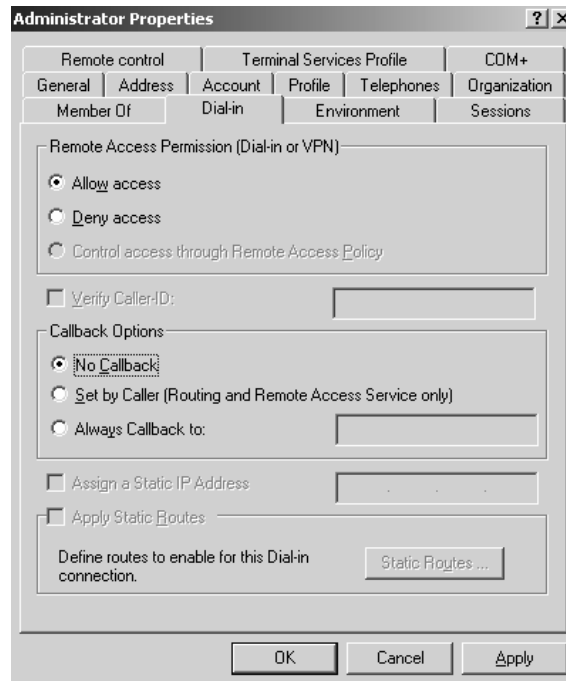 Administrator Properties ? X
Remote control Terminal Services Profile COM+
General Address Account Profile Telephones Organization
Member Of Dial-in Environment Sessions
Remote Access Permission (Dial-in or VPN)
Allow access
Deny access
Control access through Remote Access Policy
Verify Caller-ID:
Callback Options
No Callback
Set by Caller (Routing and Remote Access Service only)
Always Callback to:
Assign a Static IP Address . . .
Apply Static Routes
Define routes to enable for this Dial-in
connection.
Static Routes ...
OK Cancel Apply